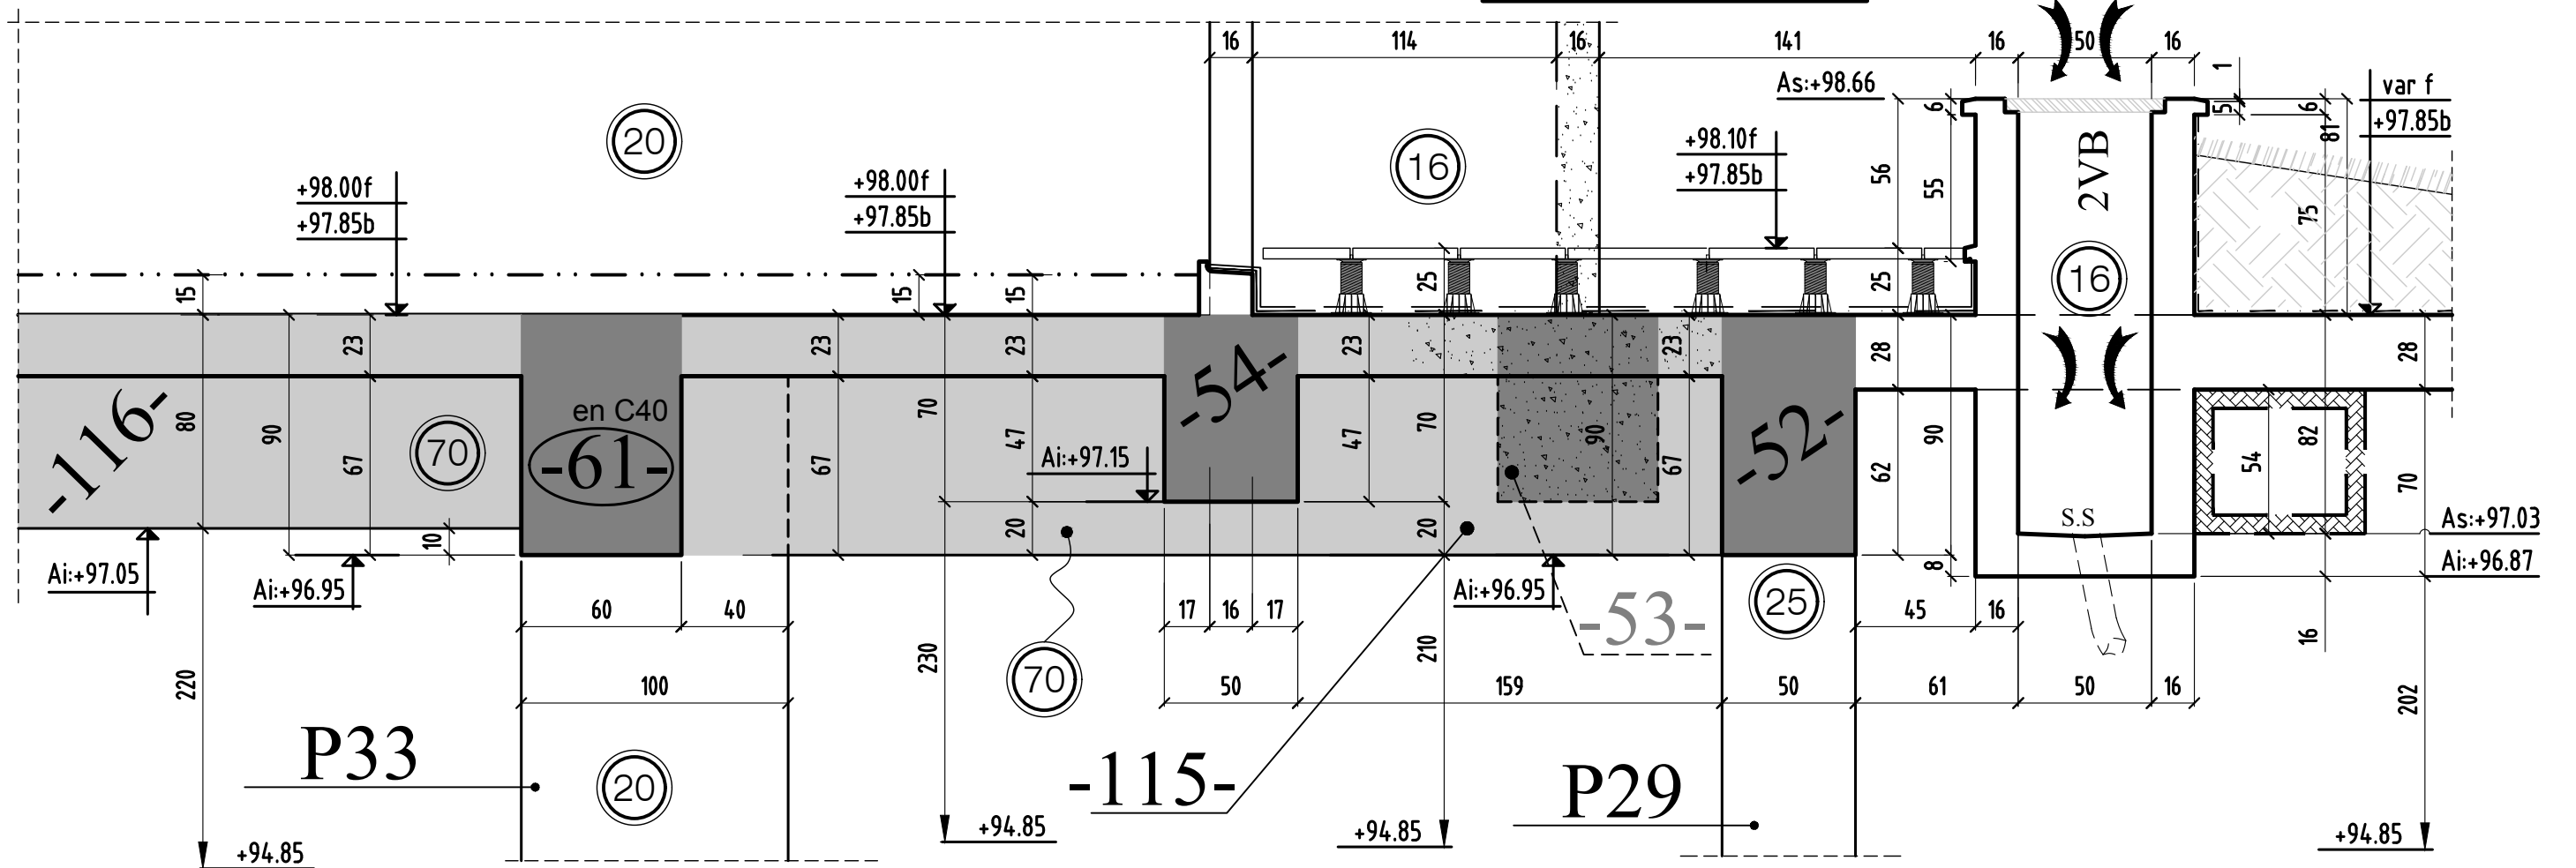 16 114 16 141 16 50 16
1
As:+98.66
6
5
6
81
var f
+97.85b
20
16
+98.10f
+97.85b
56
55
2VB
75
+98.00f
+97.85b
+98.00f
+97.85b
16
15
15
15
25
25
23
23
23
23
23
28
28
-116-
80
90
67
70
en C40
-61-
67
70
47
-54-
Ai:+97.15
47
70
90
67
-52-
62
90
54
82
70
S.S
As:+97.03
10
20
20
8
Ai:+96.87
Ai:+97.05
Ai:+96.95
Ai:+96.95
60 40
17 16 17
-53-
25
45 16
16
220
230
210
202
100
70
50 159 50 61 50 16
P33
20
-115-
P29
+94.85
+94.85
+94.85
+94.85